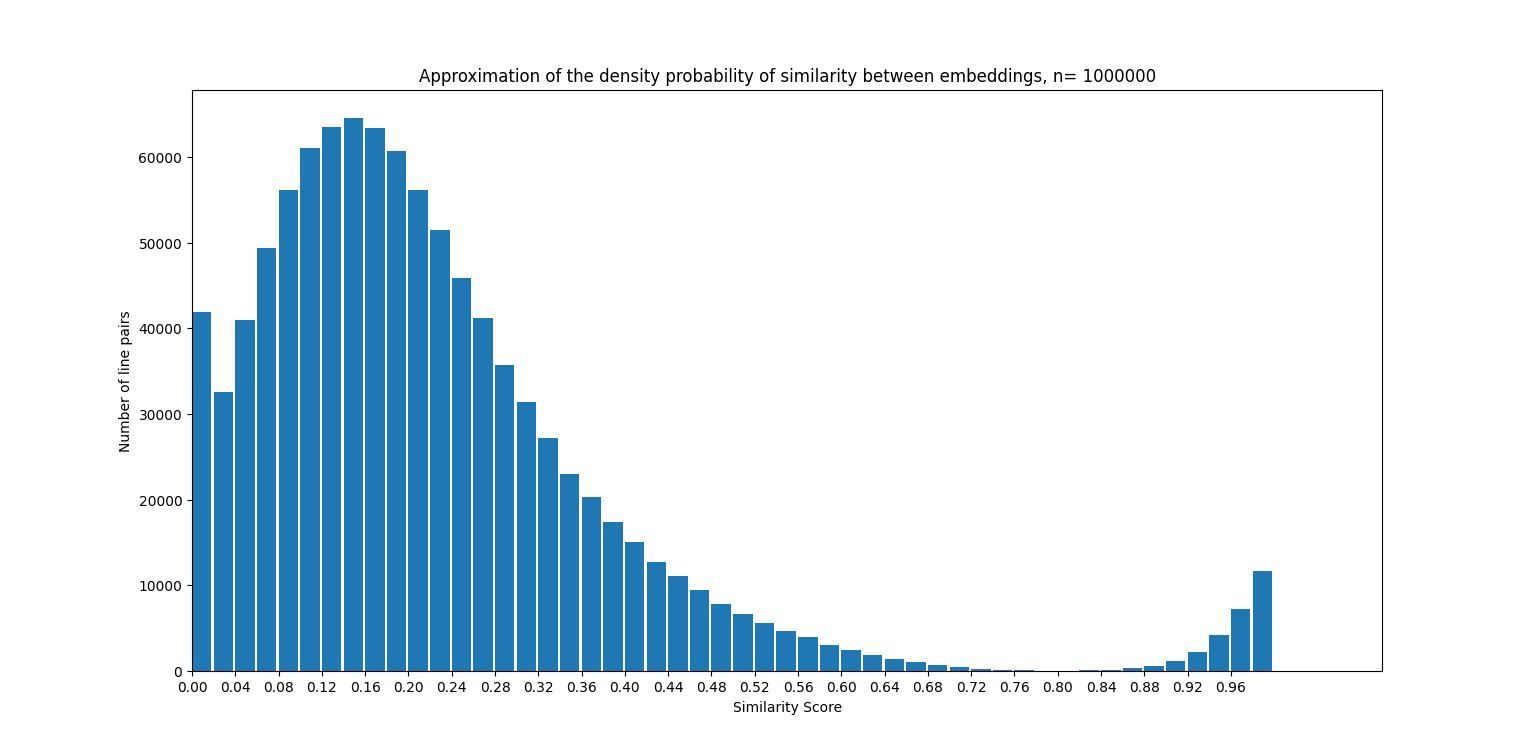 Approximation of the density probability of similarity between embeddings, n= 1000000
60000
50000
40000
30000
20000
10000
0
Number of line pairs
0.00 0.04 0.08 0.12 0.16 0.20 0.24 0.28 0.32 0.36 0.40 0.44 0.48 0.52 0.56 0.60 0.64 0.68 0.72 0.76 0.80 0.84 0.88 0.92 0.96
Similarity Score